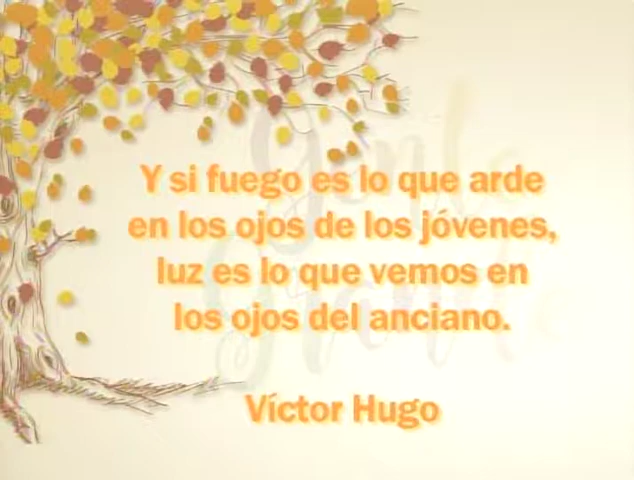 Y si fuego es lo que arde
en los ojos de los jóvenes,
luz es lo que vemos en
los ojos del anciano.
Víctor Hugo